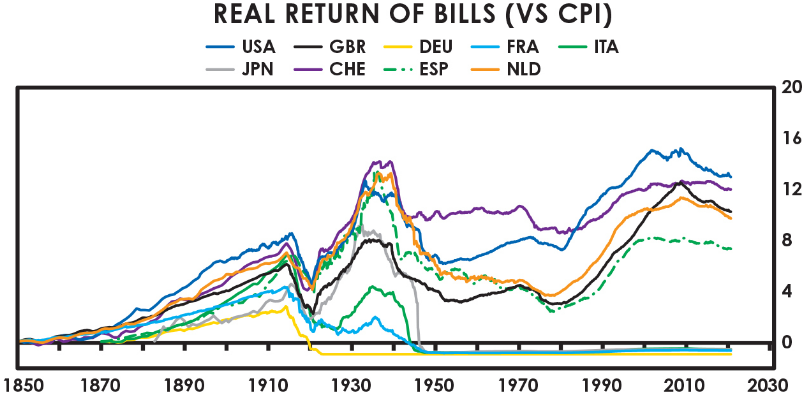 REAL RETURN OF BILLS (VS CPI)
USA GBR DEU FRA ITA
JPN CHE ESP NLD
20
16
12
8
4
0
1850 1870 1890 1910 1930 1950 1970 1990 2010 2030